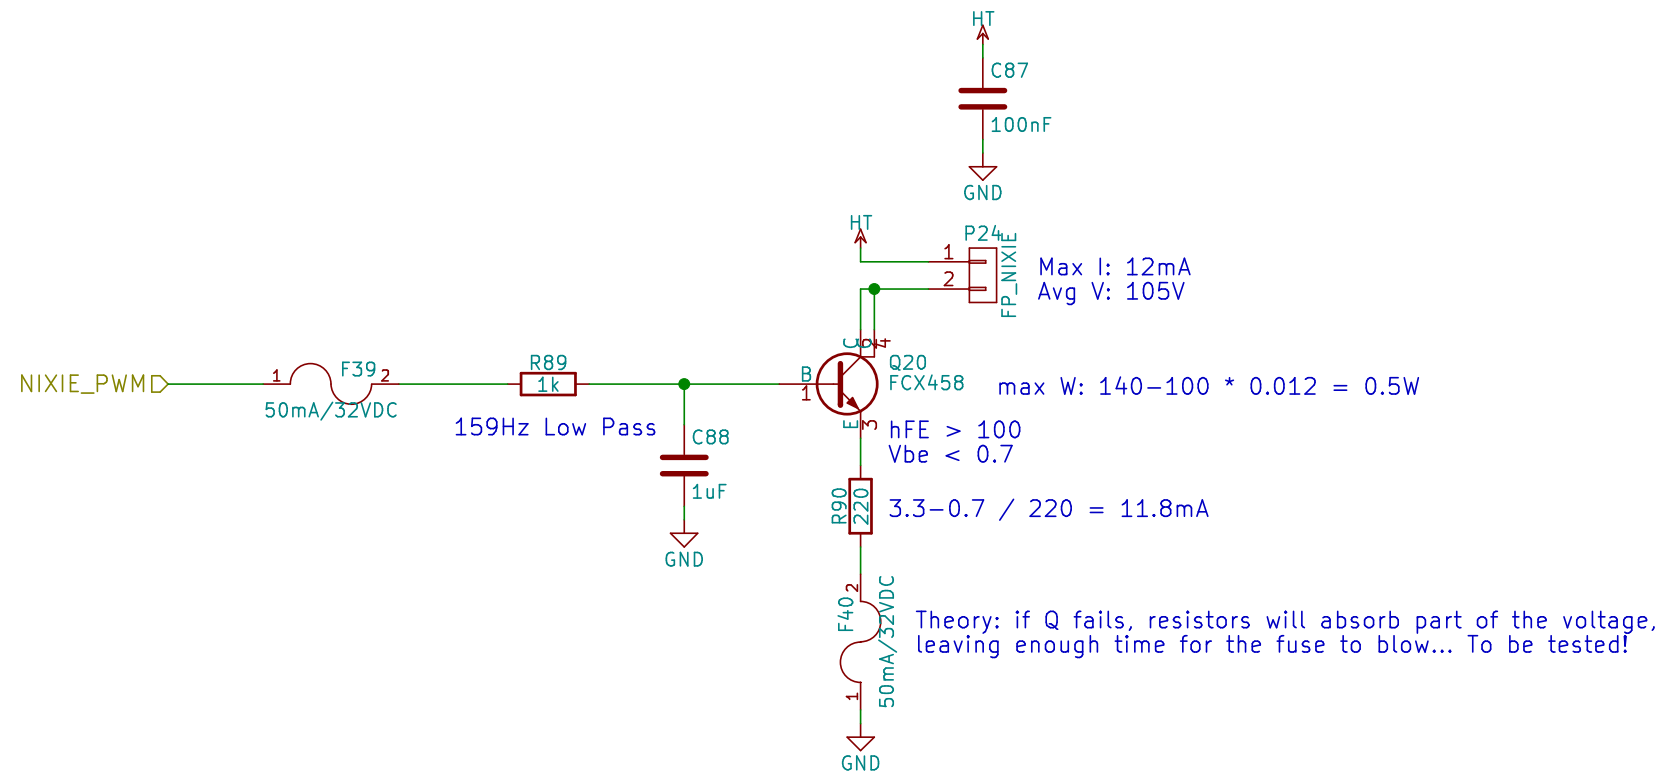 HT
C87
100nF
GND
HT
P24
1
2
FP_NIXIE
Max I: 12mA
Avg V: 105V
NIXIE_PWM
1
F39
2
50mA/32VDC
R89
1k
159Hz Low Pass
C88
1uF
GND
B
1
C
4
Q20
FCX458
max W: 140-100 * 0.012 = 0.5W
E
3
hFE > 100
Vbe < 0.7
R90
220
3.3-0.7 / 220 = 11.8mA
2
F40
50mA/32VDC
1
Theory: if Q fails, resistors will absorb part of the voltage,
leaving enough time for the fuse to blow... To be tested!
GND